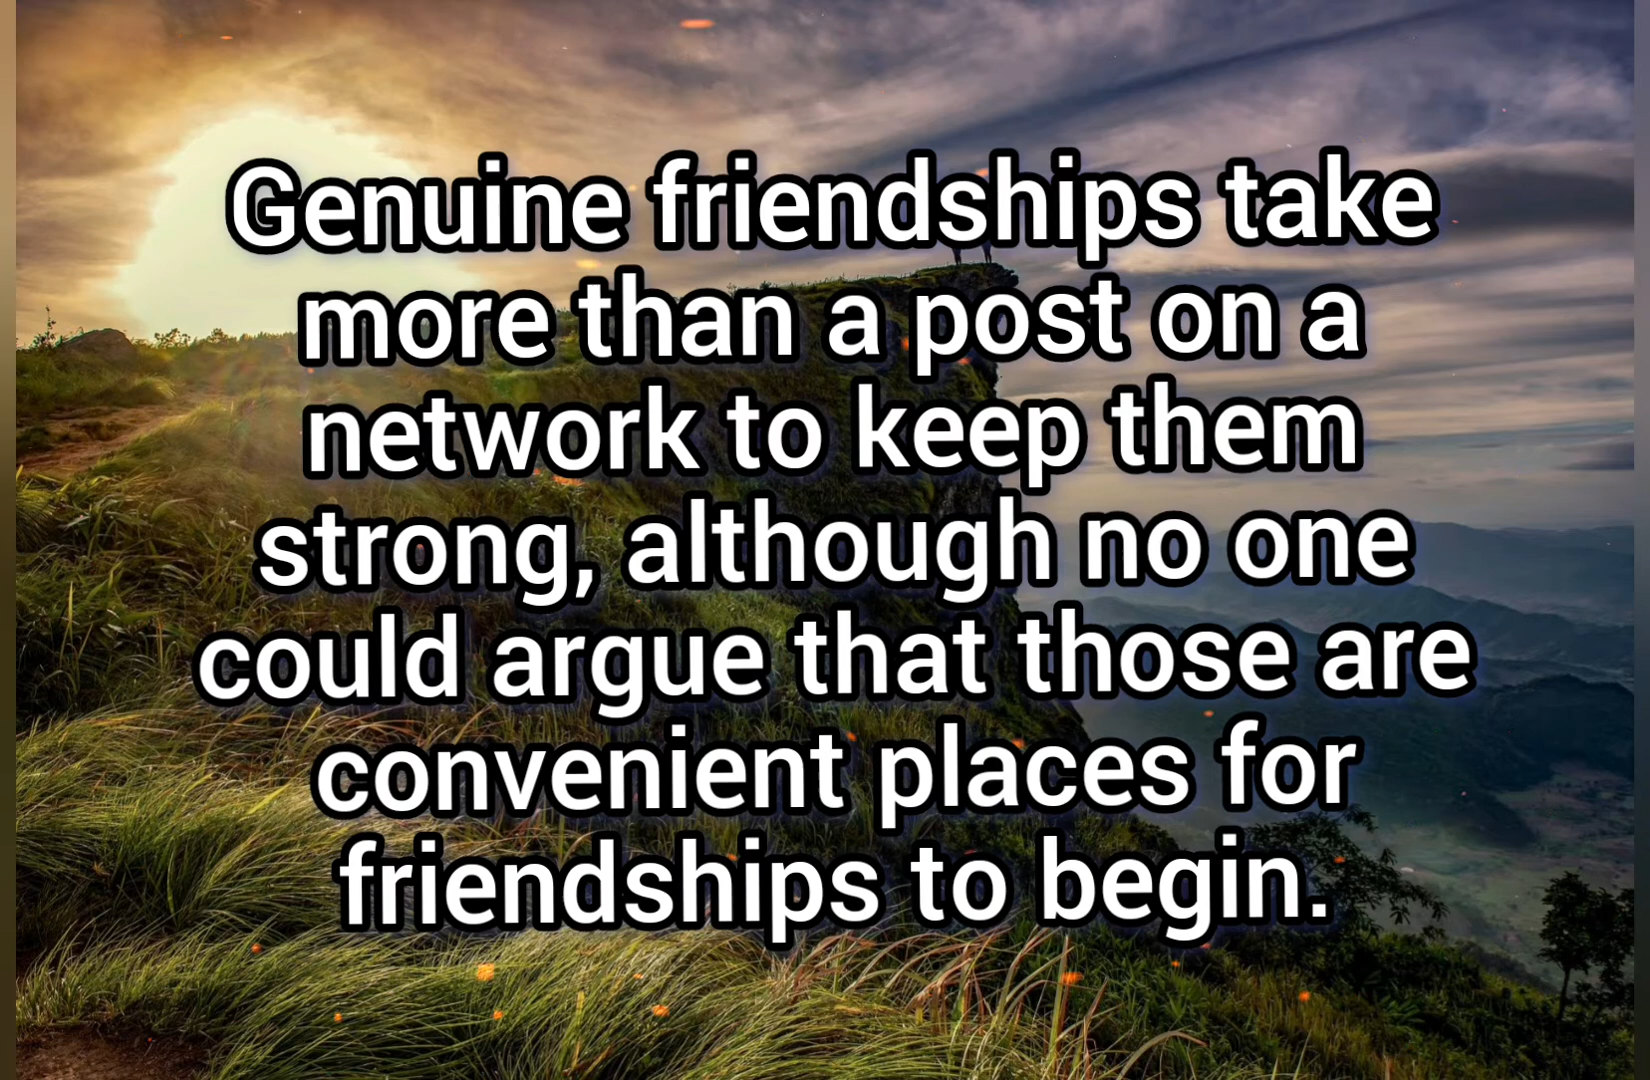 Genuine friendships take
more than a post on a
network to keep them
strong, although no one
could argue that those are
convenient places for
friendships to begin.